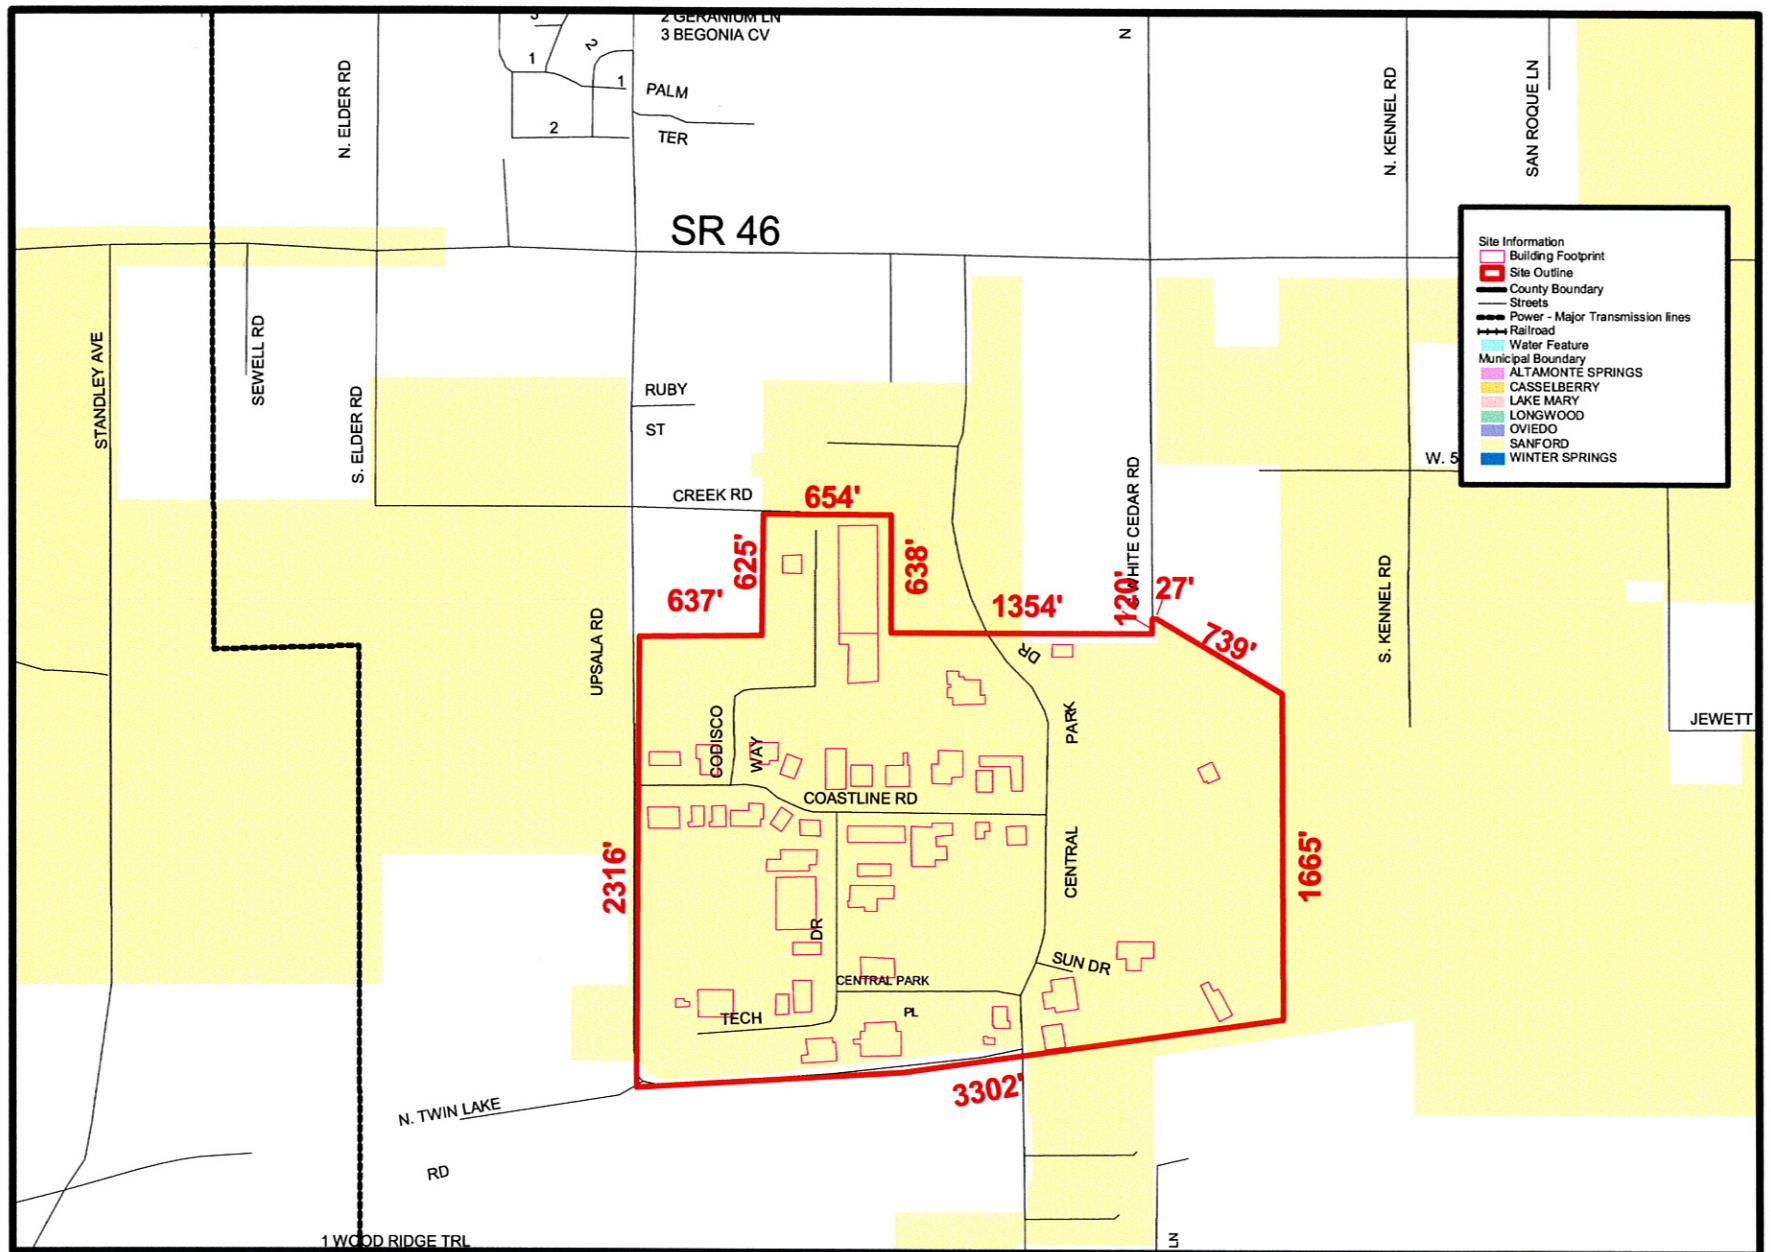 2 GERANIUM LN
3 BEGONIA CV
3
2
1
1
2
PALM
TER
N
N. ELDER RD
N. KENNEL RD
SAN ROQUE LN
SR 46
Site Information
Building Footprint
Site Outline
County Boundary
Streets
Power - Major Transmission lines
Railroad
Water Feature
Municipal Boundary
ALTAMONTE SPRINGS
CASSELBERRY
LAKE MARY
LONGWOOD
OVIEDO
SANFORD
WINTER SPRINGS
STANDLEY AVE
SEWELL RD
S. ELDER RD
RUBY
ST
CREEK RD
654'
W. 5
WHITE CEDAR RD
625'
638'
637'
1354'
120'
27'
739'
UPSALA RD
S. KENNEL RD
DR
PARK
CENTRAL
JEWETT
CODISCO
WAY
COASTLINE RD
2316'
1665'
DR
SUN DR
CENTRAL PARK
PL
TECH
3302'
N. TWIN LAKE
RD
1 WOOD RIDGE TRL
LN